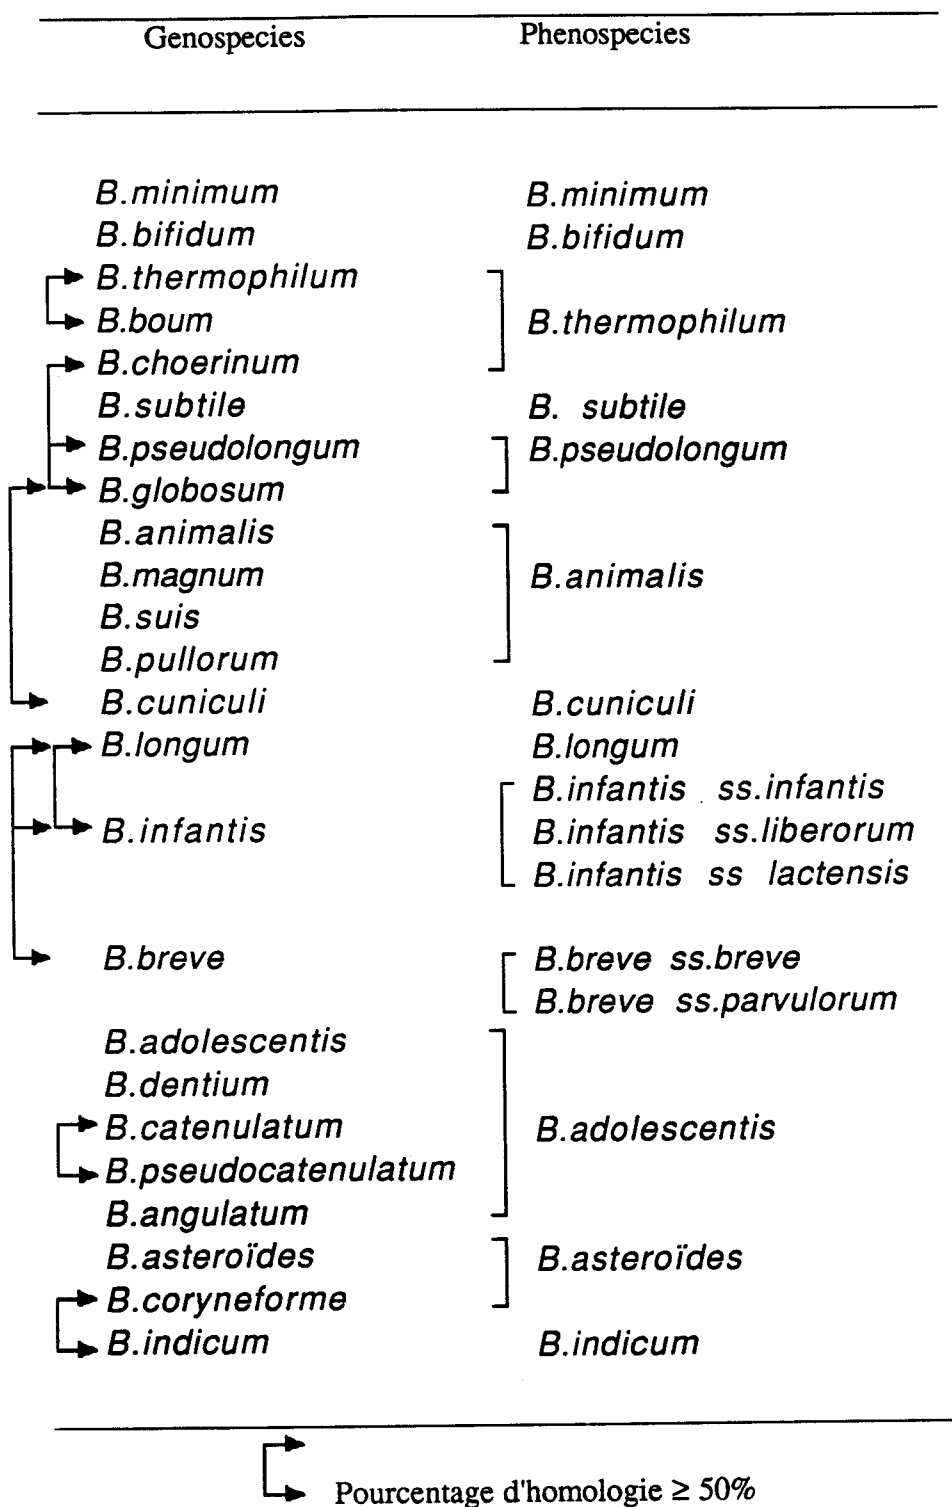 Genospecies Phenospecies
B.minimum B.minimum
B.bifidum B.bifidum
B.thermophilum
B.boum B.thermophilum
B.choerinum
B.subtile B. subtile
B.pseudolongum B.pseudolongum
B.globosum
B.animalis
B.magnum B.animalis
B.suis
B.pullorum
B.cuniculi B.cuniculi
B.longum B.longum
B.infantis ss.infantis
B.infantis B.infantis ss.liberorum
B.infantis ss lactensis
B.breve B.breve ss.breve
B.breve ss.parvulorum
B.adolescentis
B.dentium
B.catenulatum B.adolescentis
B.pseudocatenulatum
B.angulatum
B.asteroïdes B.asteroïdes
B.coryneforme
B.indicum B.indicum
Pourcentage d'homologie ≥ 50%